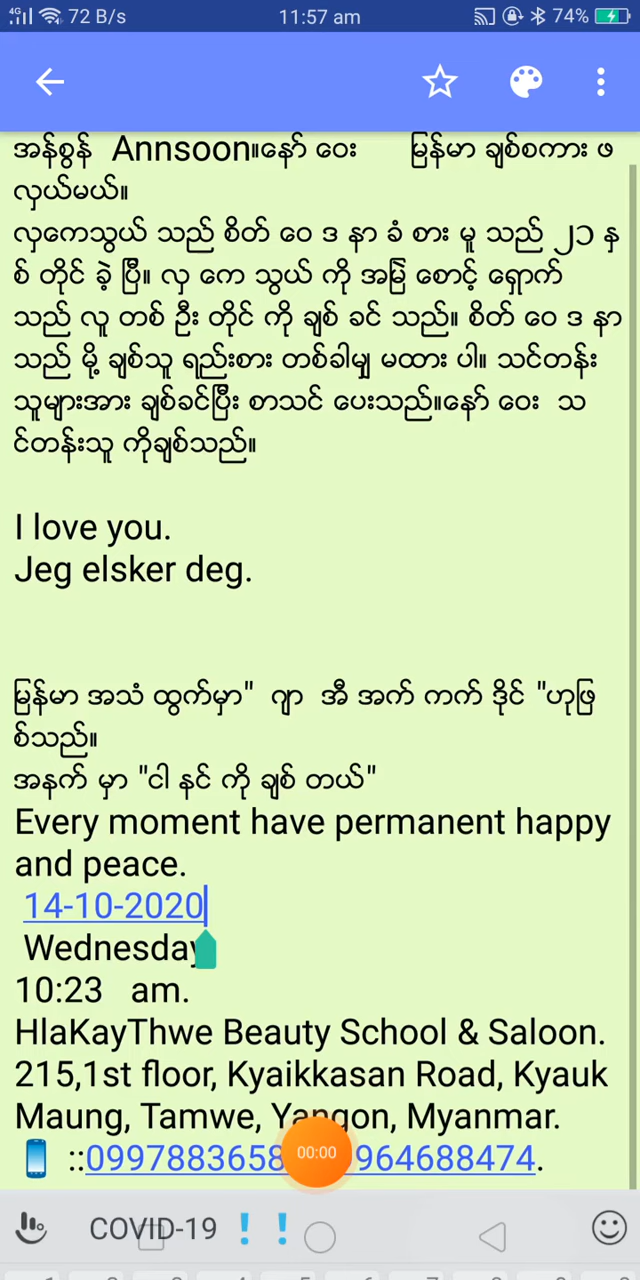 4G 72 B/s 11:57 am 74%
အန်စွန် Annsoon။နော် ဝေး မြန်မာ ချစ်စကား ဖ
လှယ်မယ်။
လှကေသွယ် သည် စိတ် ဝေ ဒ နာ ခံ စား မူ သည် ၂၁ နှ
စ် တိုင် ခဲ့ ပြီ။ လှ ကေ သွယ် ကို အမြဲ စောင့် ရှောက်
သည် လူ တစ် ဦး တိုင် ကို ချစ် ခင် သည်။ စိတ် ဝေ ဒ နာ
သည် မို့ ချစ်သူ ရည်းစား တစ်ခါမျှ မထား ပါ။ သင်တန်း
သူများအား ချစ်ခင်ပြီး စာသင် ပေးသည်။နော် ဝေး သ
င်တန်းသူ ကိုချစ်သည်။
I love you.
Jeg elsker deg.
မြန်မာ အသံ ထွက်မှာ" ဂျာ အီ အက် ကက် ဒိုင် "ဟုဖြ
စ်သည်။
အနက် မှာ "ငါ နင် ကို ချစ် တယ်"
Every moment have permanent happy
and peace.
14-10-2020
Wednesday
10:23 am.
HlaKayThwe Beauty School & Saloon.
215,1st floor, Kyaikkasan Road, Kyauk
Maung, Tamwe, Yangon, Myanmar.
::0997883658 00:00 964688474.
COVID-19 ❗❗